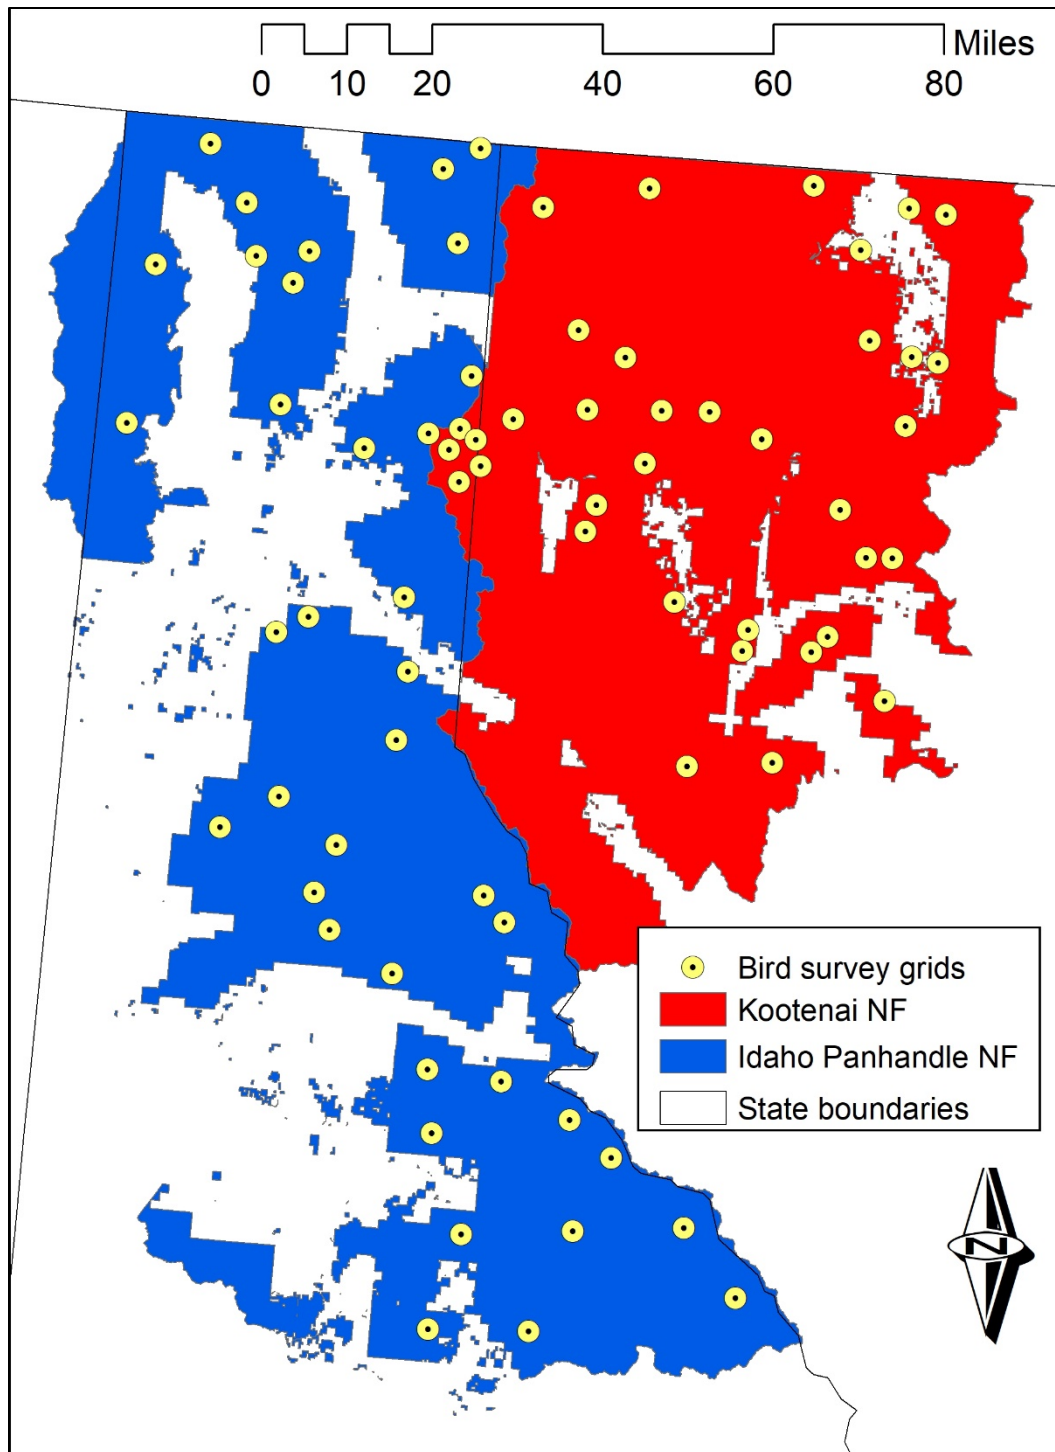 Miles
0 10 20 40 60 80
Bird survey grids
Kootenai NF
Idaho Panhandle NF
State boundaries
N